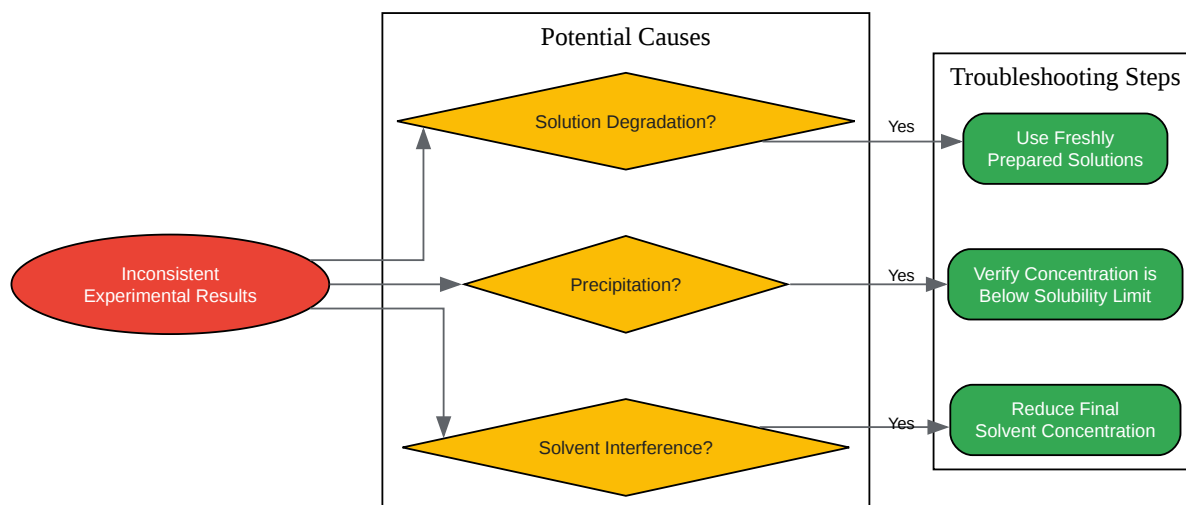 Potential Causes
Troubleshooting Steps
Solution Degradation?
Yes
Use Freshly
Prepared Solutions
Inconsistent
Experimental Results
Precipitation?
Yes
Verify Concentration is
Below Solubility Limit
Solvent Interference?
Yes
Reduce Final
Solvent Concentration